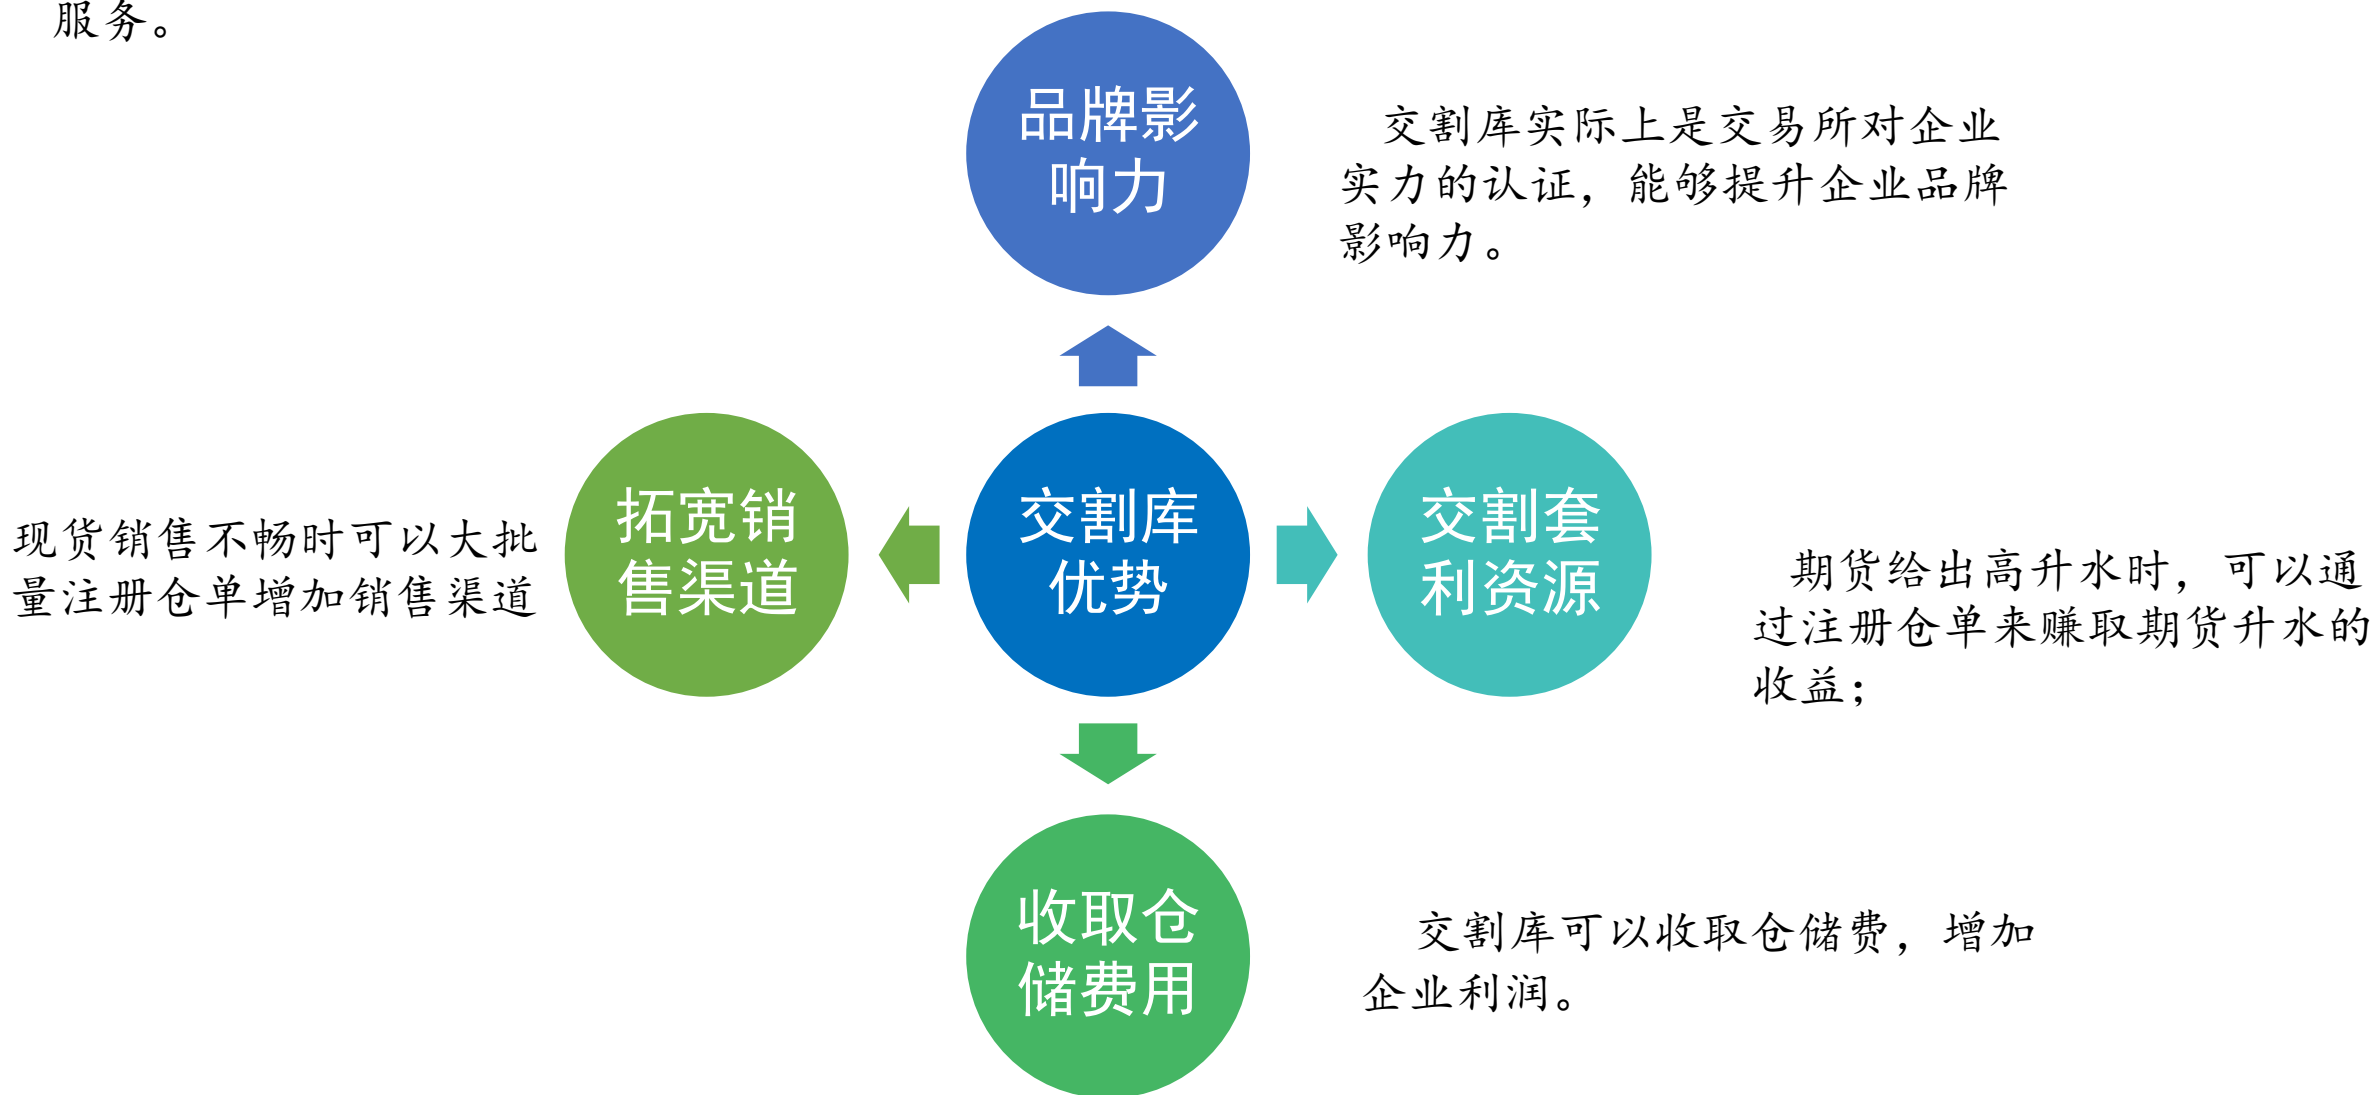 服务。
品牌影
响力
交割库实际上是交易所对企业
实力的认证，能够提升企业品牌
影响力。
现货销售不畅时可以大批
量注册仓单增加销售渠道
拓宽销
售渠道
交割库
优势
交割套
利资源
期货给出高升水时，可以通
过注册仓单来赚取期货升水的
收益；
收取仓
储费用
交割库可以收取仓储费，增加
企业利润。